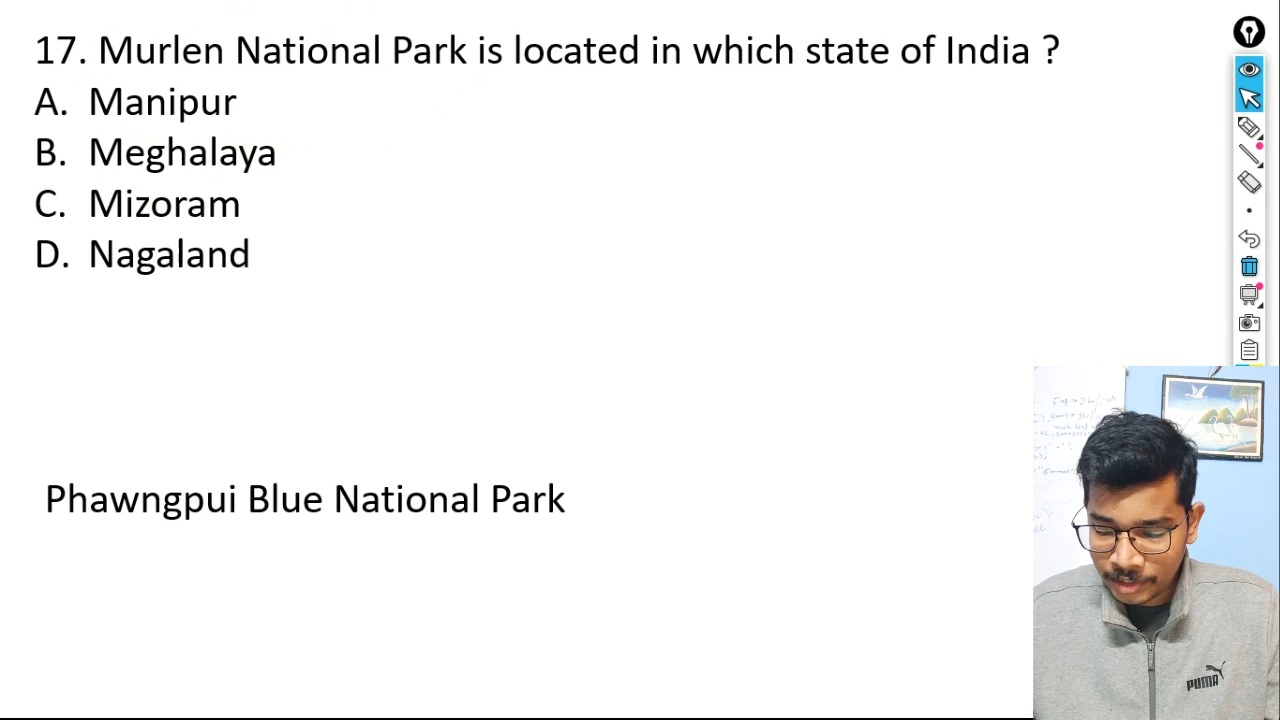 17. Murlen National Park is located in which state of India ?
A. Manipur
B. Meghalaya
C. Mizoram
D. Nagaland
Phawngpui Blue National Park
PUMA